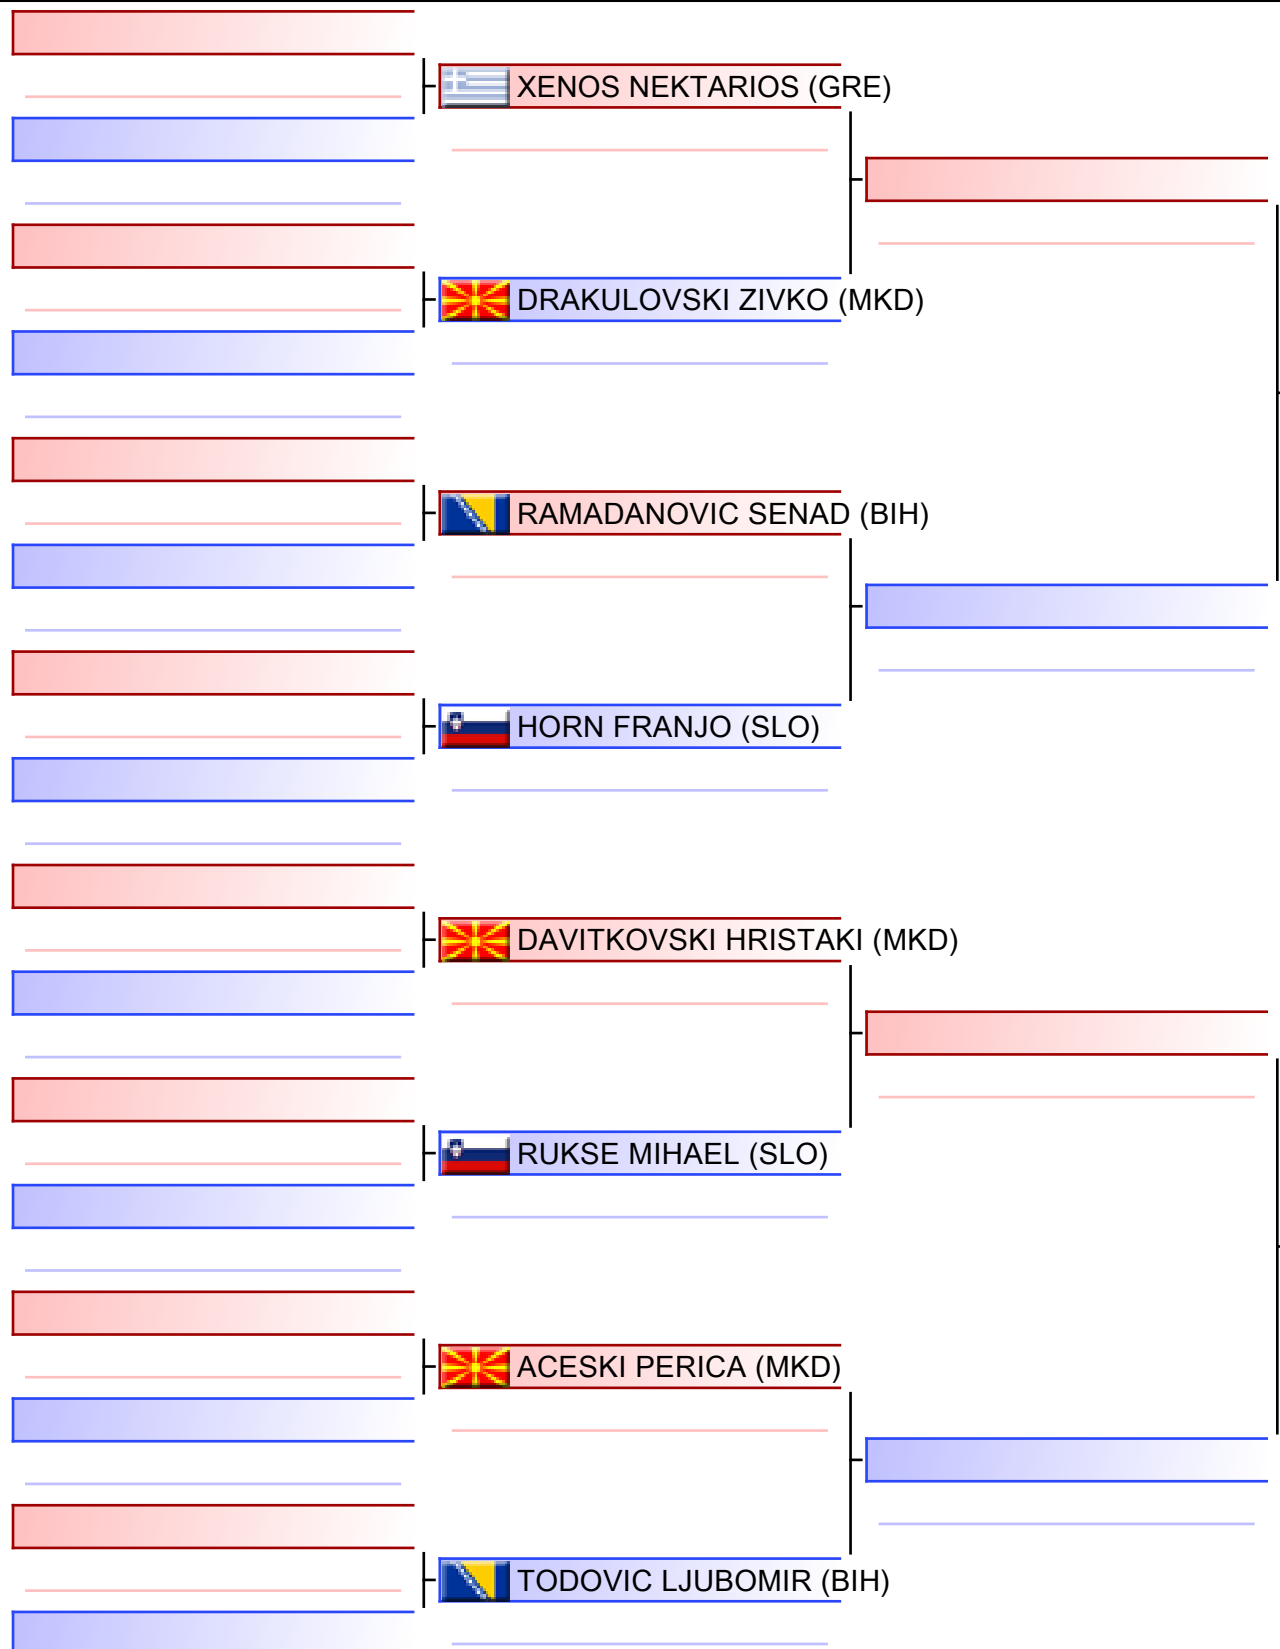 XENOS NEKTARIOS (GRE)
DRAKULOVSKI ZIVKO (MKD)
RAMADANOVIC SENAD (BIH)
HORN FRANJO (SLO)
DAVITKOVSKI HRISTAKI (MKD)
RUKSE MIHAEL (SLO)
ACESKI PERICA (MKD)
TODOVIC LJUBOMIR (BIH)